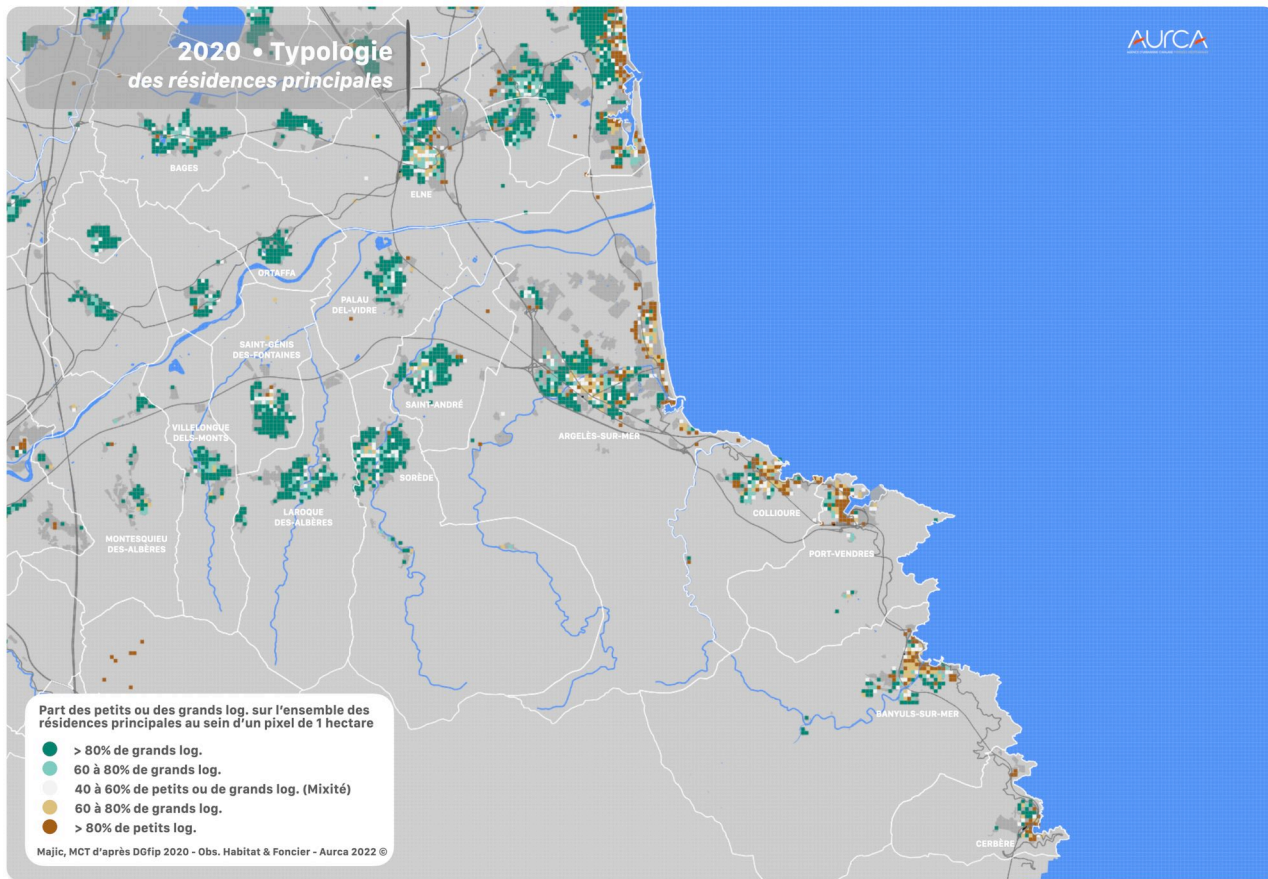 2020 • Typologie
des résidences principales
AURCA
BAGES
ELNE
ORTAFFA
PALAU
DEL-VIDRE
SAINT-GÉNIS
DES-FONTAINES
SAINT-ANDRÉ
VILLELONGUE
DELS-MONTS
ARGELÈS-SUR-MER
SORÈDE
LAROQUE
DES-ALBÈRES
MONTESQUIEU
DES-ALBÈRES
COLLIOURE
PORT-VENDRES
BANYULS-SUR-MER
CERBÈRE
Part des petits ou des grands log. sur l'ensemble des
résidences principales au sein d'un pixel de 1 hectare
> 80% de grands log.
60 à 80% de grands log.
40 à 60% de petits ou de grands log. (Mixité)
60 à 80% de grands log.
> 80% de petits log.
Majic, MCT d'après DGfip 2020 - Obs. Habitat & Foncier - Aurca 2022 ©